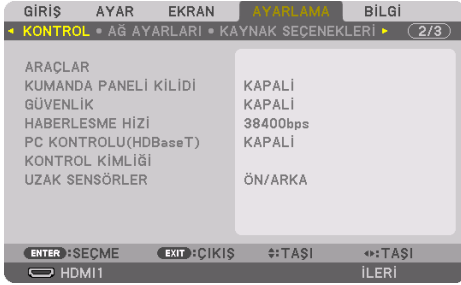 GİRİŞ AYAR EKRAN AYARLAMA BİLGİ
KONTROL • AĞ AYARLARI • KAYNAK SEÇENEKLERİ 2/3
ARAÇLAR
KUMANDA PANELİ KİLİDİ KAPALİ
GÜVENLİK KAPALİ
HABERLESME HİZİ 38400bps
PC KONTROLU(HDBaseT) KAPALİ
KONTROL KİMLİĞİ
UZAK SENSÖRLER ÖN/ARKA
ENTER :SEÇME EXIT :ÇIKIŞ :TAŞI :TAŞI
HDMI1 İLERİ